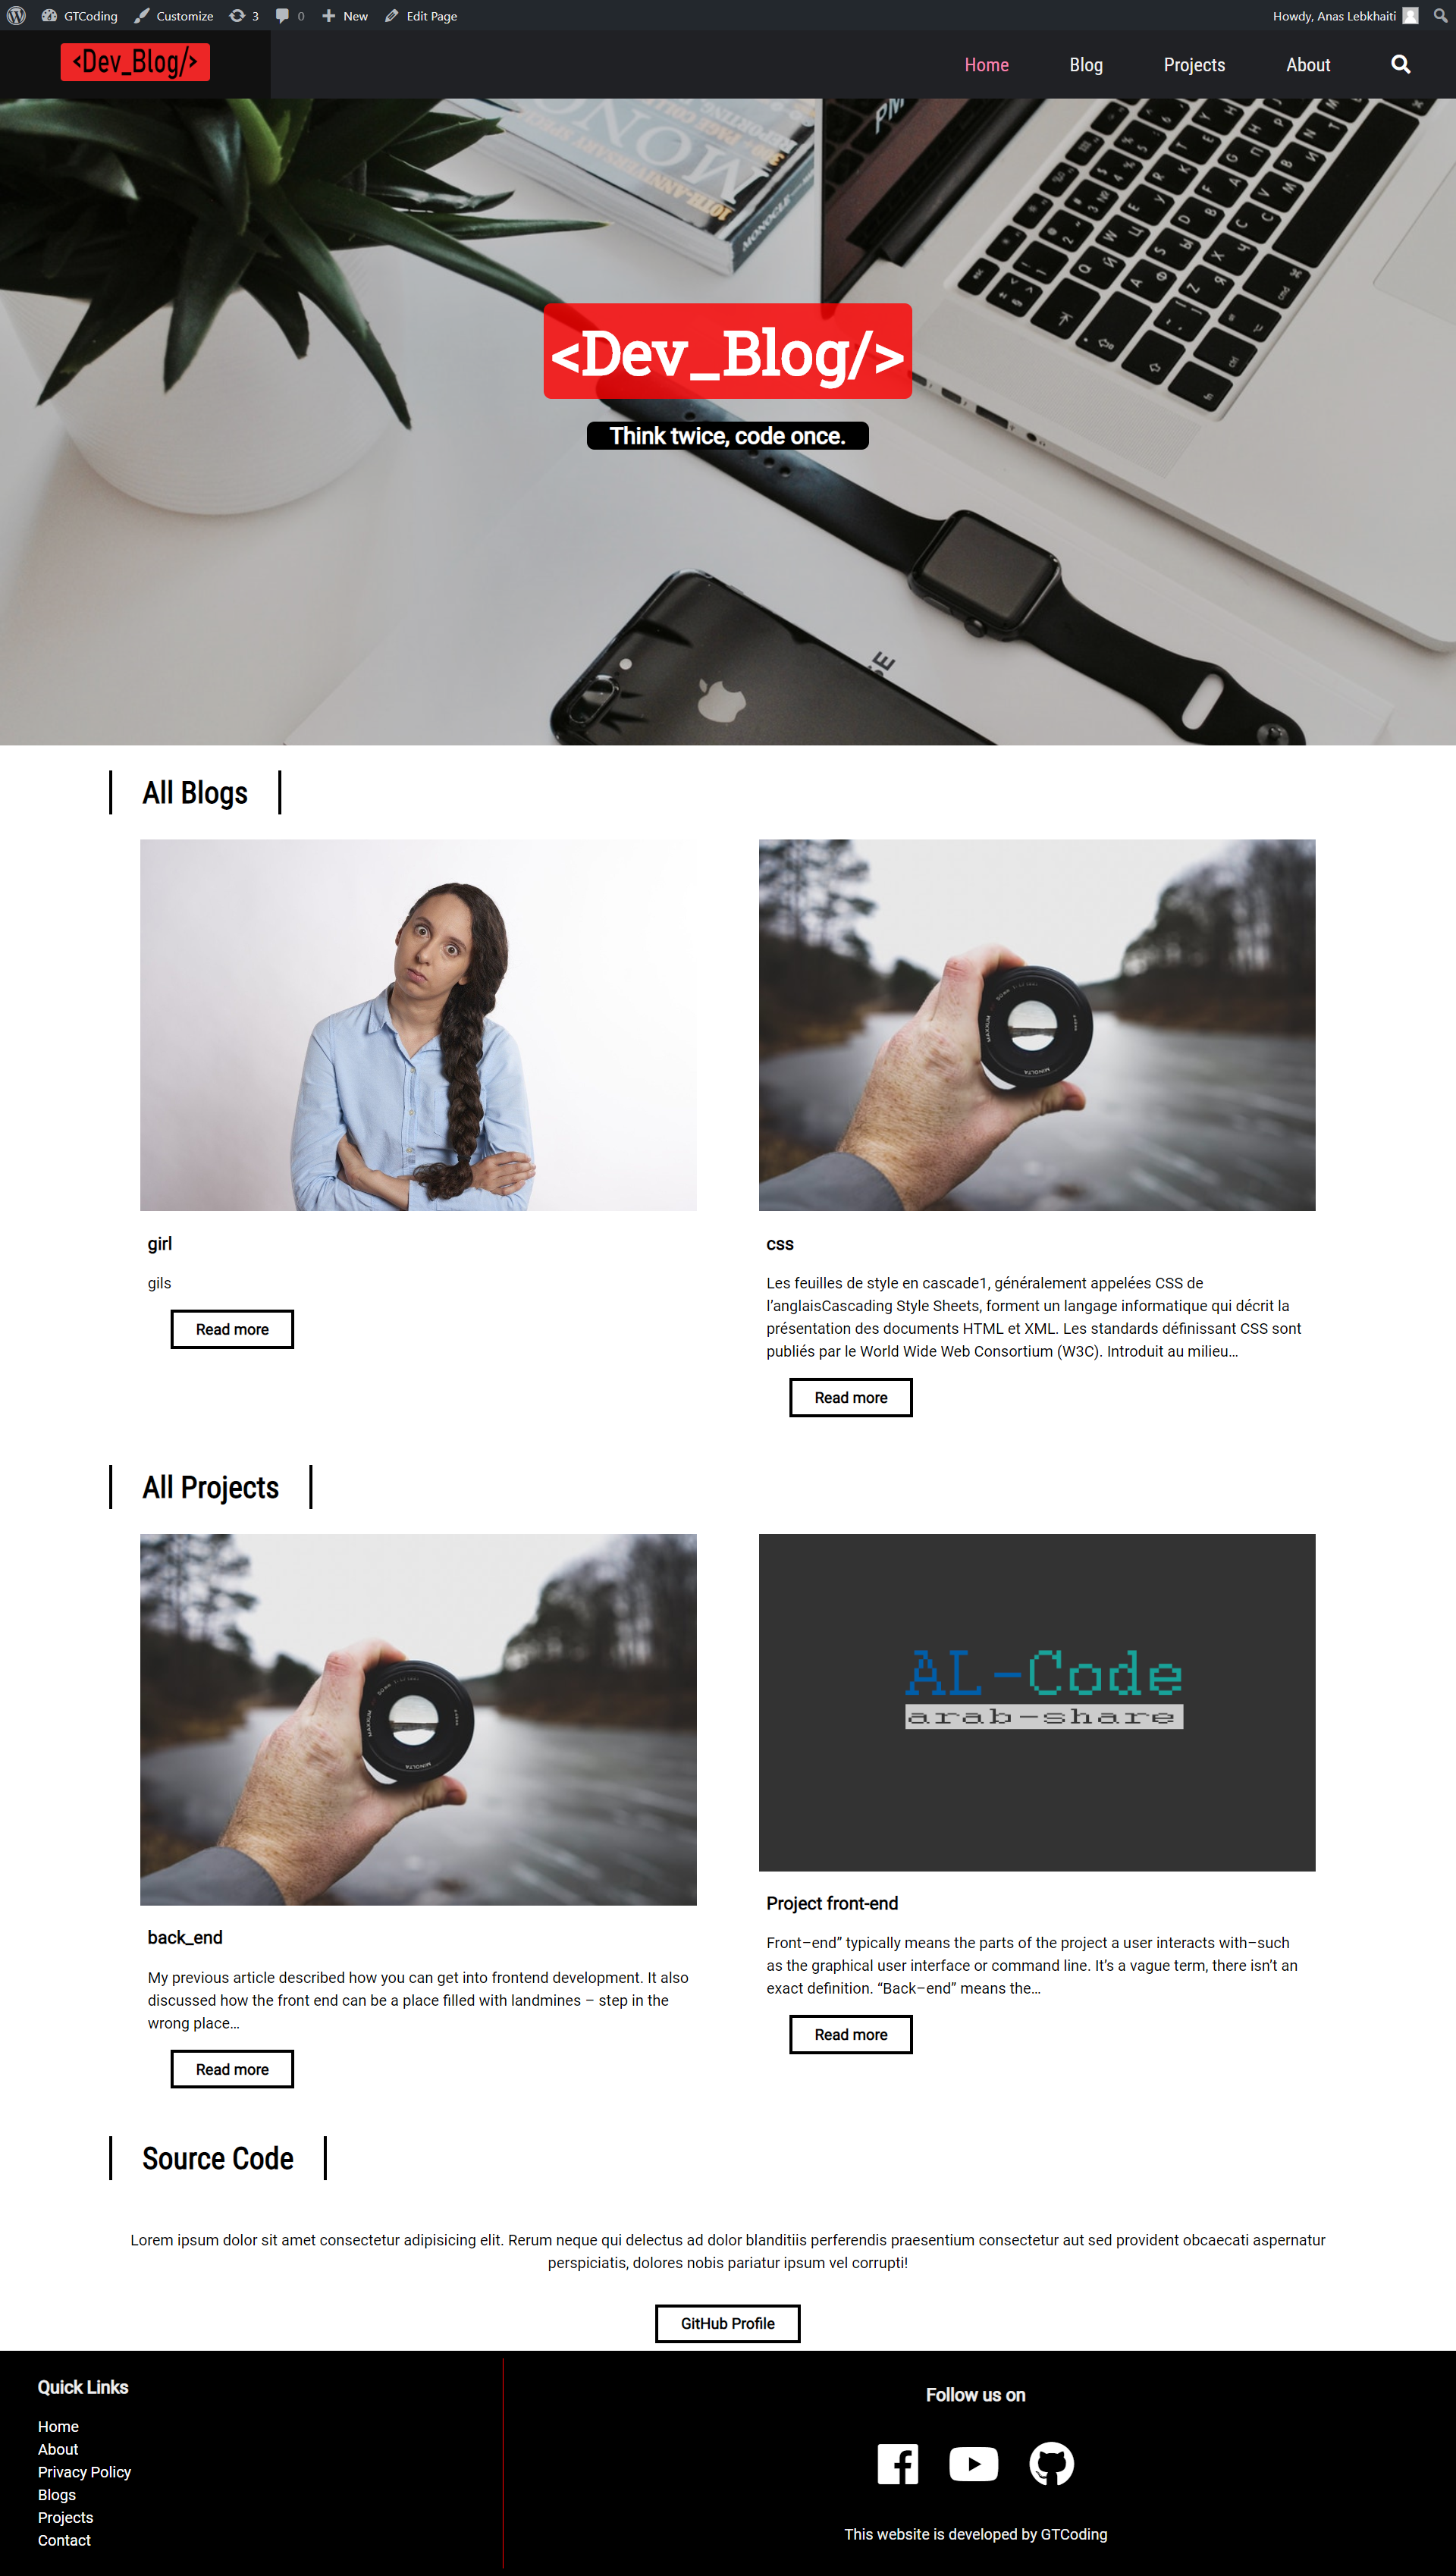 GTCoding Customize 3 0 New Edit Page Howdy, Anas Lebkhaiti
<Dev_Blog/> Home Blog Projects About
MONO
10TH-ANNIVERSARY
MONOCLE
<Dev_Blog/>
Think twice, code once.
All Blogs
girl
gils
Read more
MINOLTA
css
Les feuilles de style en cascade1, généralement appelées CSS de
l’anglaisCascading Style Sheets, forment un langage informatique qui décrit la
présentation des documents HTML et XML. Les standards définissant CSS sont
publiés par le World Wide Web Consortium (W3C). Introduit au milieu…
Read more
All Projects
MINOLTA
back_end
My previous article described how you can get into frontend development. It also
discussed how the front end can be a place filled with landmines – step in the
wrong place…
Read more
AL-Code
arab-share
Project front-end
Front–end” typically means the parts of the project a user interacts with–such
as the graphical user interface or command line. It’s a vague term, there isn’t an
exact definition. “Back–end” means the…
Read more
Source Code
Lorem ipsum dolor sit amet consectetur adipisicing elit. Rerum neque qui delectus ad dolor blanditiis perferendis praesentium consectetur aut sed provident obcaecati aspernatur
perspiciatis, dolores nobis pariatur ipsum vel corrupti!
GitHub Profile
Quick Links
Home
About
Privacy Policy
Blogs
Projects
Contact
Follow us on
This website is developed by GTCoding